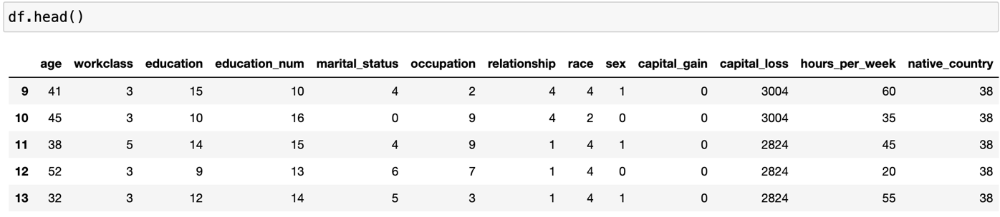 df.head()
age workclass education education_num marital_status occupation relationship race sex capital_gain capital_loss hours_per_week native_country
9 41 3 15 10 4 2 4 4 1 0 3004 60 38
10 45 3 10 16 0 9 4 2 0 0 3004 35 38
11 38 5 14 15 4 9 1 4 1 0 2824 45 38
12 52 3 9 13 6 7 1 4 0 0 2824 20 38
13 32 3 12 14 5 3 1 4 1 0 2824 55 38